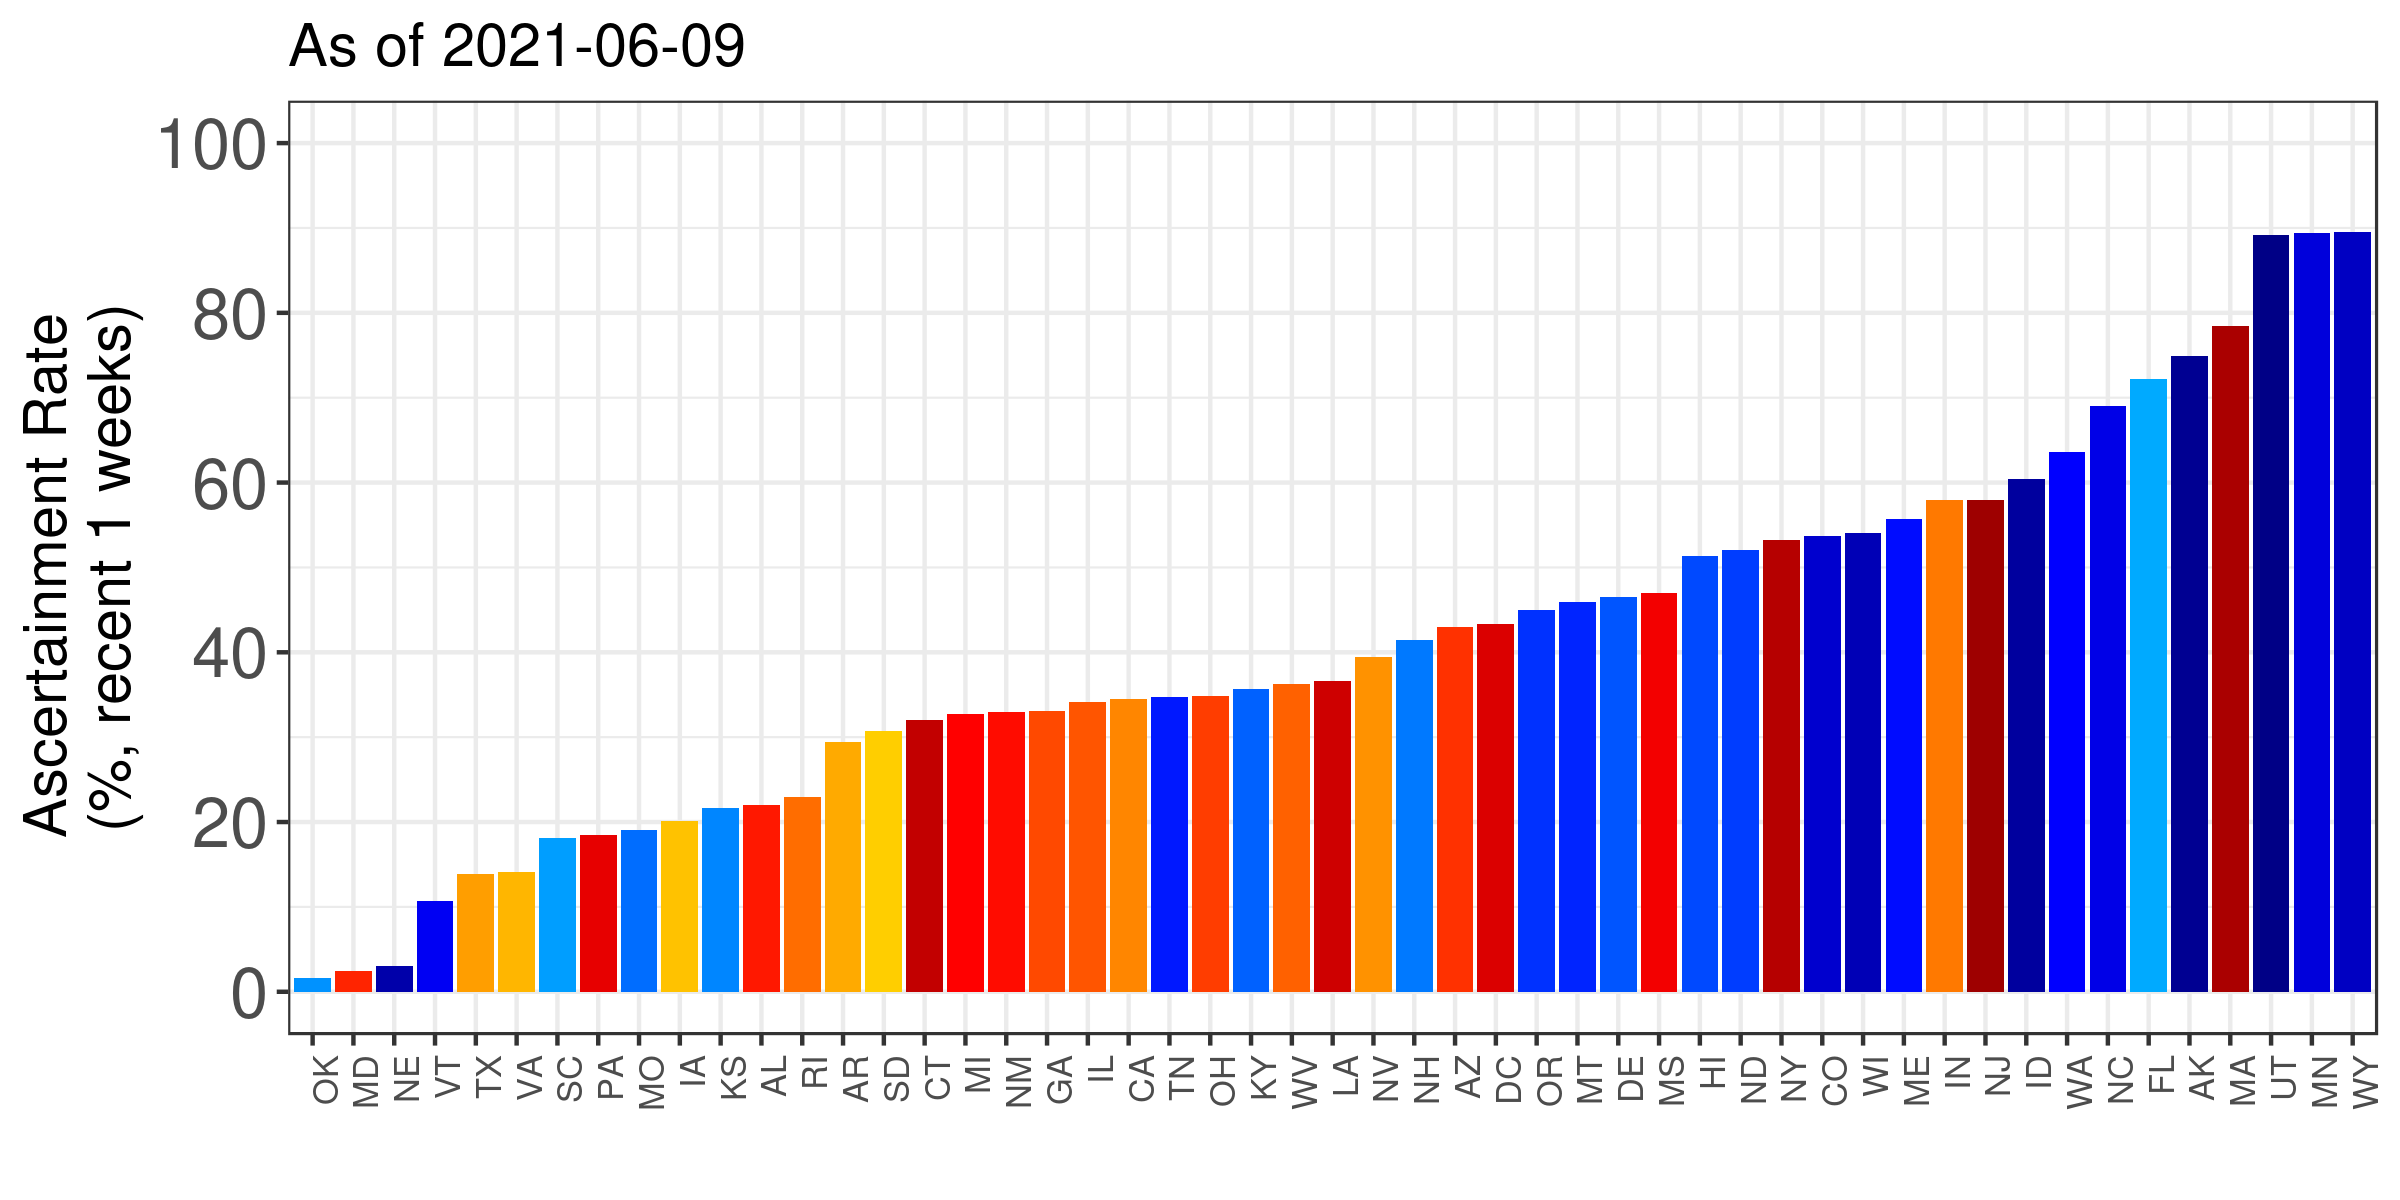 As of 2021-06-09
Ascertainment Rate
(%, recent 1 weeks)
100
80
60
40
20
0
OK MD NE VT TX VA SC PA MO IA KS AL RI AR SD CT MI NM GA IL CA TN OH KY WV LA NV NH AZ DC OR MT DE MS HI ND NY CO WI ME IN NJ ID WA NC FL AK MA UT MN WY